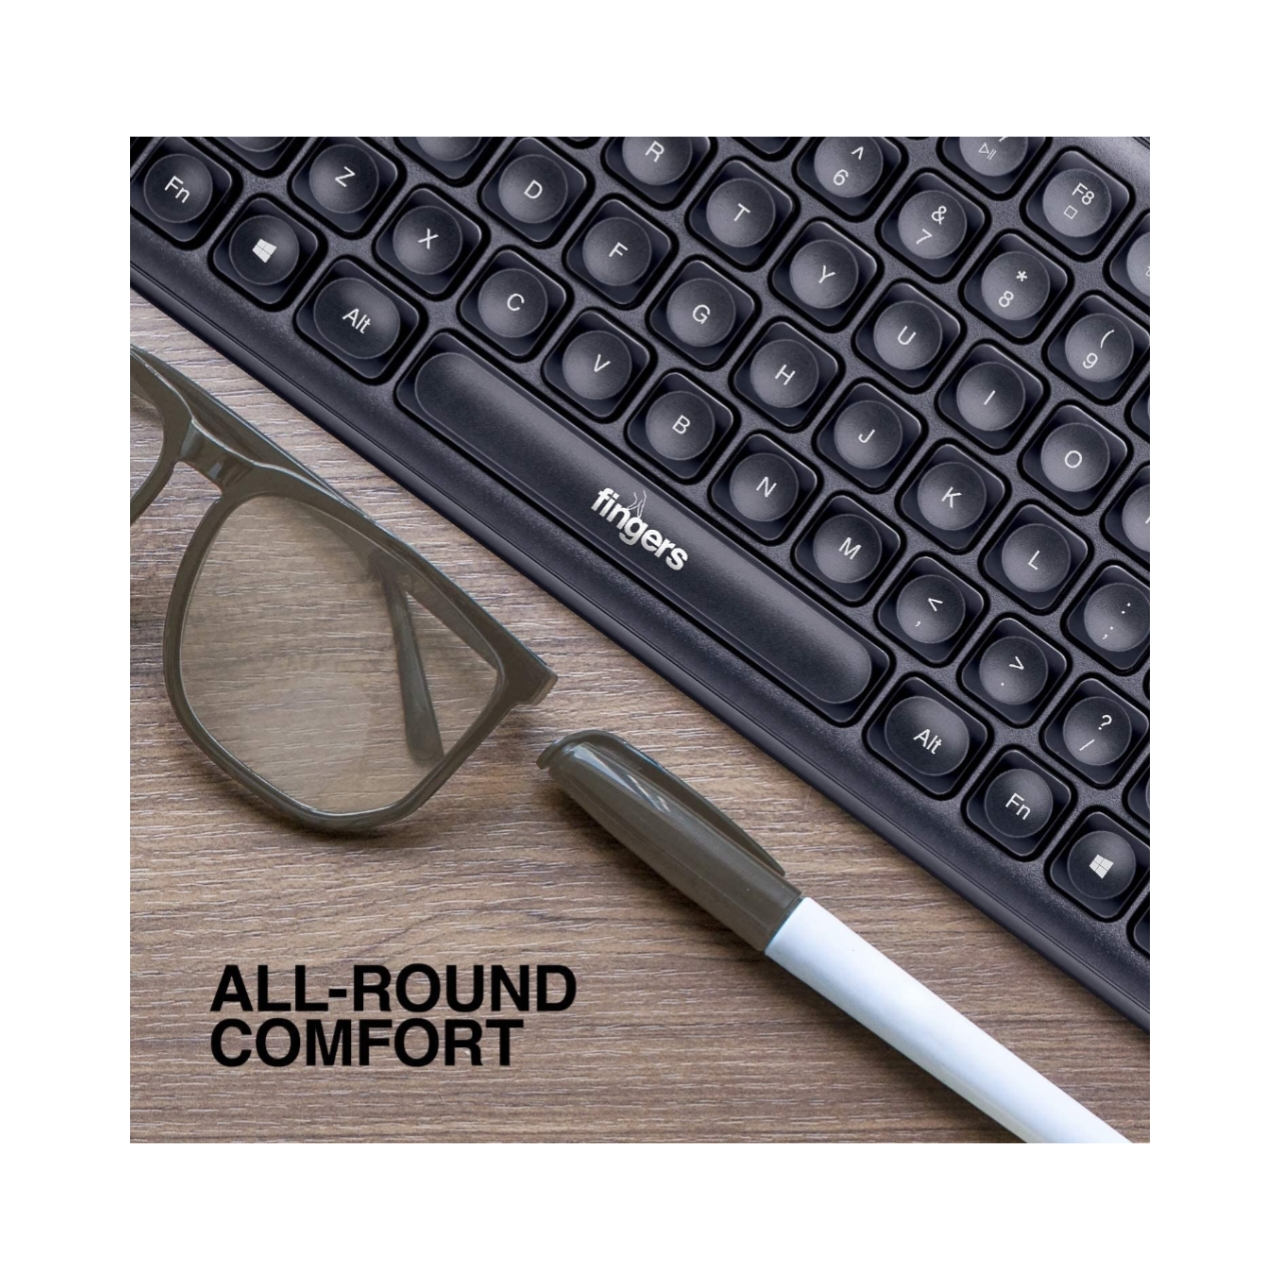 R
^
6
F8
Fn
Z
D
T
&
7
X
F
Y
*
8
Alt
C
G
U
(
9
V
H
I
B
J
O
fingers
N
K
M
L
<
,
:
;
>
.
Alt
?
/
Fn
ALL-ROUND
COMFORT